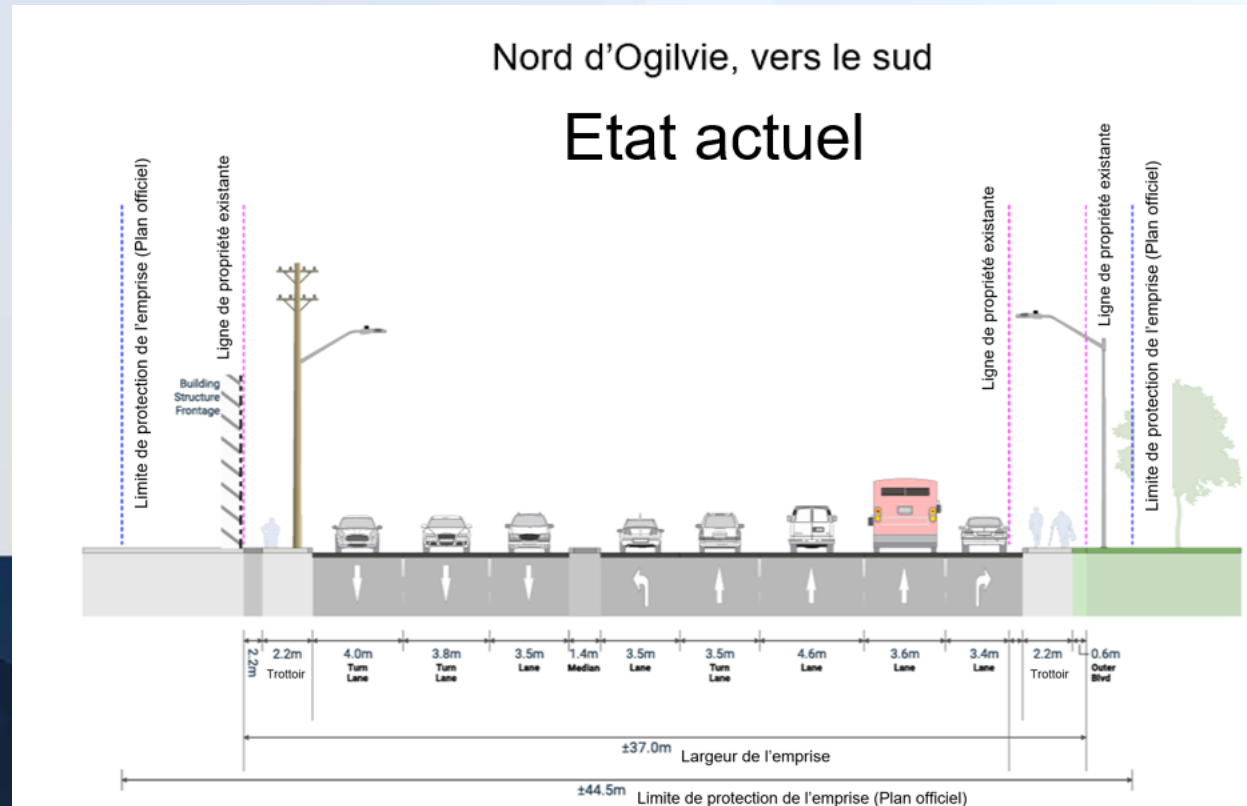 Nord d'Ogilvie, vers le sud
Etat actuel
Limite de protection de l'emprise (Plan officiel)
Ligne de propriété existante
Ligne de propriété existante
Ligne de propriété existante
Limite de protection de l'emprise (Plan officiel)
Building
Structure
Frontage
2.2m
2.2m
Trottoir
4.0m
Turn
Lane
3.8m
Turn
Lane
3.5m
Lane
1.4m
Median
3.5m
Lane
3.5m
Turn
Lane
4.6m
Lane
3.6m
Lane
3.4m
Lane
2.2m
Trottoir
0.6m
Outer
Blvd
±37.0m
Largeur de l'emprise
±44.5m
Limite de protection de l'emprise (Plan officiel)